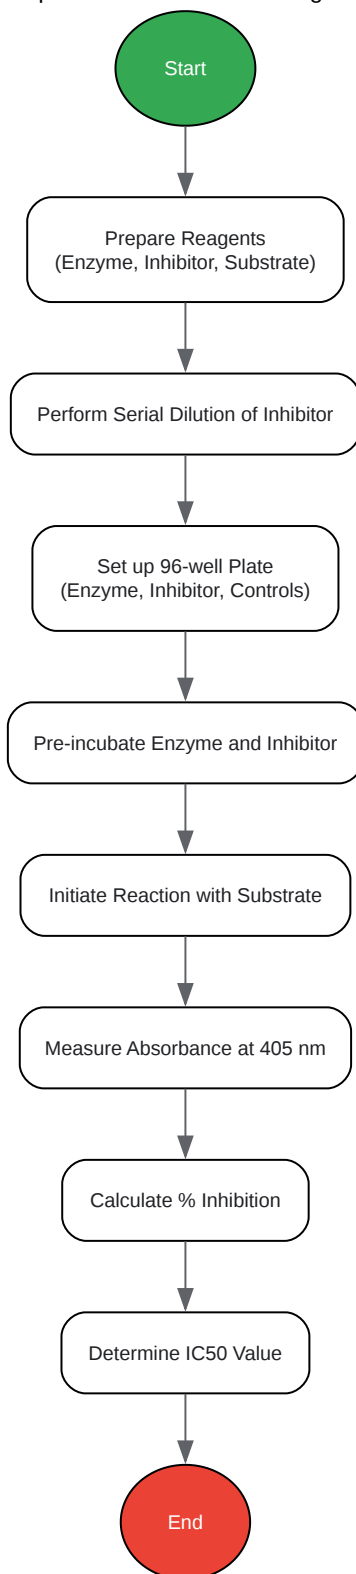 Start
Prepare Reagents
(Enzyme, Inhibitor, Substrate)
Perform Serial Dilution of Inhibitor
Set up 96-well Plate
(Enzyme, Inhibitor, Controls)
Pre-incubate Enzyme and Inhibitor
Initiate Reaction with Substrate
Measure Absorbance at 405 nm
Calculate % Inhibition
Determine IC50 Value
End